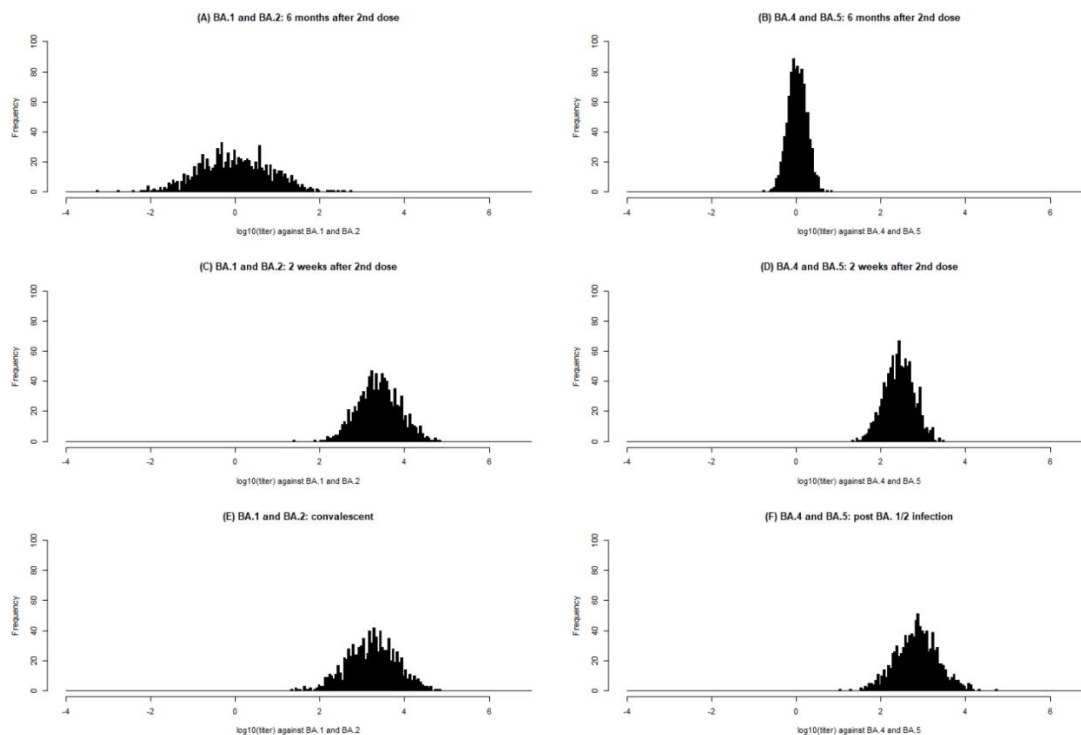 (A) BA.1 and BA.2: 6 months after 2nd dose
Frequency
100
80
60
40
20
0
-4 -2 0 2 4 6
log10(titer) against BA.1 and BA.2
(B) BA.4 and BA.5: 6 months after 2nd dose
Frequency
100
80
60
40
20
0
-4 -2 0 2 4 6
log10(titer) against BA.4 and BA.5
(C) BA.1 and BA.2: 2 weeks after 2nd dose
Frequency
100
80
60
40
20
0
-4 -2 0 2 4 6
log10(titer) against BA.1 and BA.2
(D) BA.4 and BA.5: 2 weeks after 2nd dose
Frequency
100
80
60
40
20
0
-4 -2 0 2 4 6
log10(titer) against BA.4 and BA.5
(E) BA.1 and BA.2: convalescent
Frequency
100
80
60
40
20
0
-4 -2 0 2 4 6
log10(titer) against BA.1 and BA.2
(F) BA.4 and BA.5: post BA. 1/2 infection
Frequency
100
80
60
40
20
0
-4 -2 0 2 4 6
log10(titer) against BA.4 and BA.5